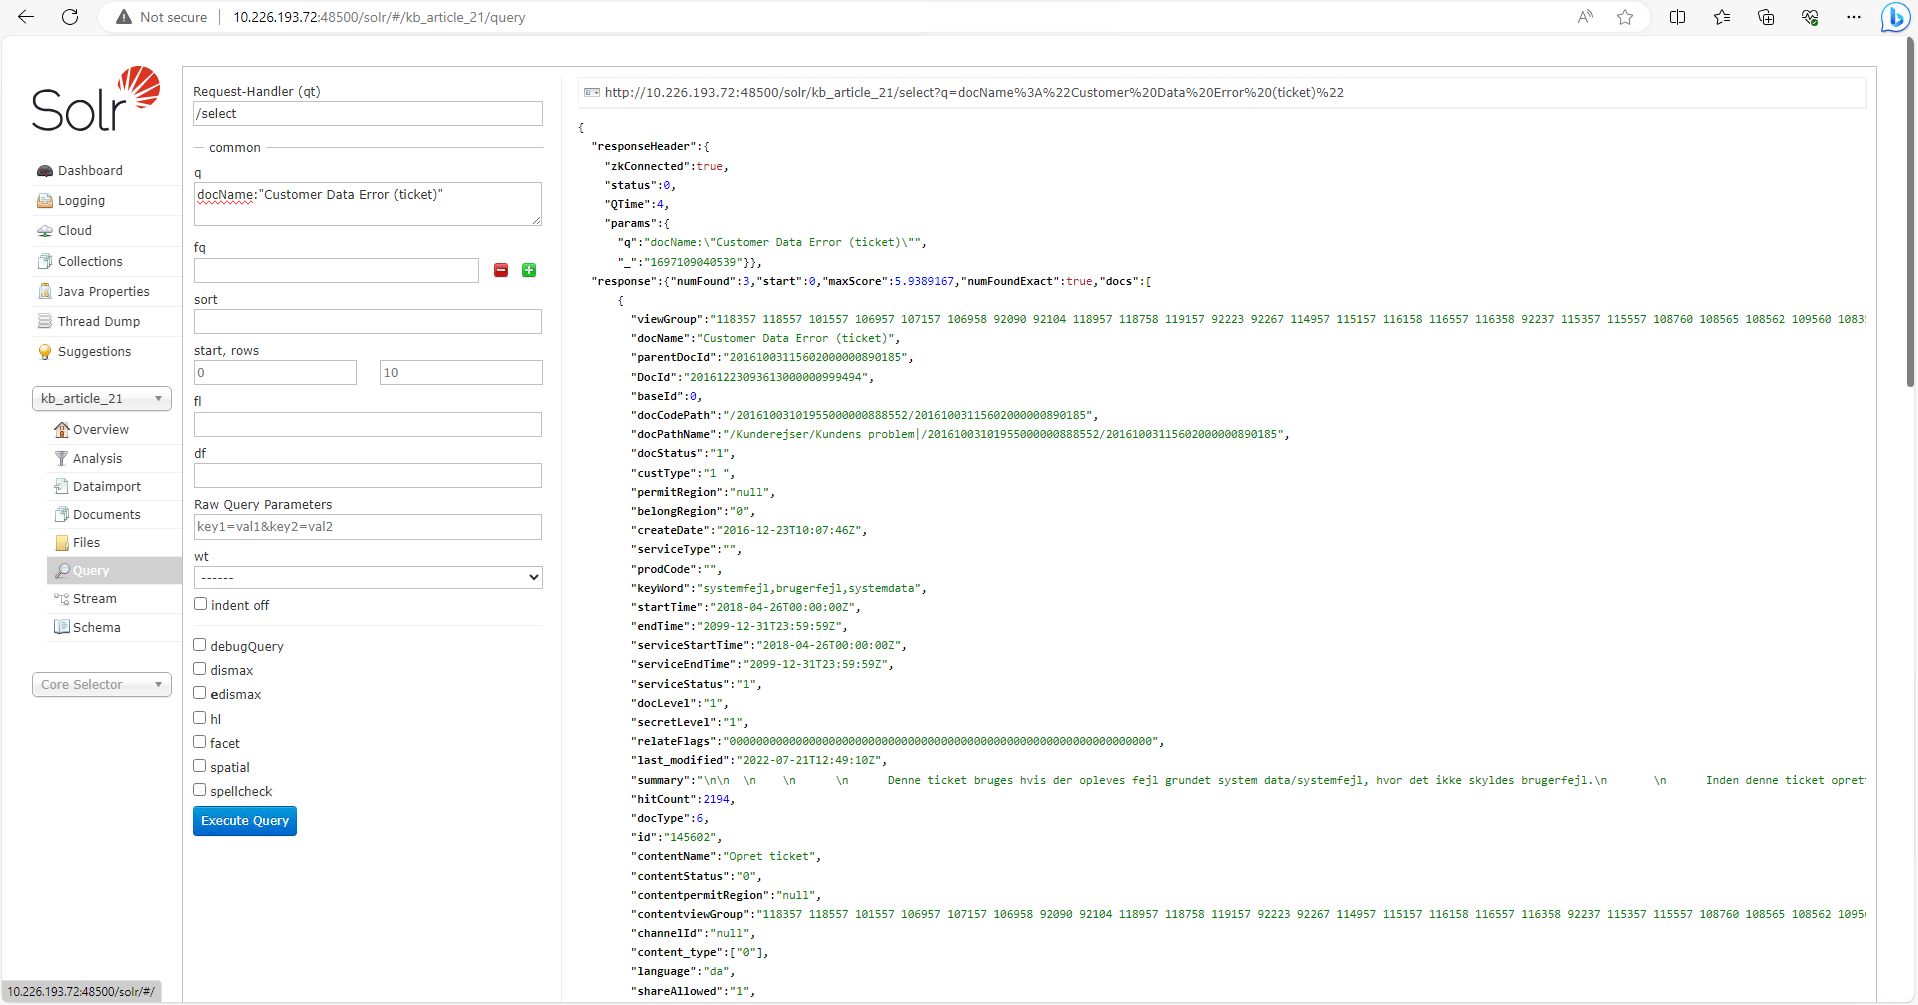 Not secure
10.226.193.72:48500/solr/#/kb_article_21/query
Solr
Dashboard
Logging
Cloud
Collections
Java Properties
Thread Dump
Suggestions
kb_article_21
Overview
Analysis
Dataimport
Documents
Files
Query
Stream
Schema
Core Selector
Request-Handler (qt)
/select
common
q
docName:"Customer Data Error (ticket)"
fq
sort
start, rows
0 10
fl
df
Raw Query Parameters
key1=val1&key2=val2
wt
------
indent off
debugQuery
dismax
edismax
hl
facet
spatial
spellcheck
Execute Query
http://10.226.193.72:48500/solr/kb_article_21/select?q=docName%3A%22Customer%20Data%20Error%20(ticket)%22
{
"responseHeader":{
"zkConnected":true,
"status":0,
"QTime":4,
"params":{
"q":"docName:\"Customer Data Error (ticket)\"",
"_":"1697109040539"}},
"response":{"numFound":3,"start":0,"maxScore":5.9389167,"numFoundExact":true,"docs":[
{
"viewGroup":"118357 118557 101557 106957 107157 106958 92090 92104 118957 118758 119157 92223 92267 114957 115157 116158 116557 116358 92237 115357 115557 108760 108565 108562 109560 1083
"docName":"Customer Data Error (ticket)",
"parentDocId":"20161003115602000000890185",
"DocId":"20161223093613000000999494",
"baseId":0,
"docCodePath":"/20161003101955000000888552/20161003115602000000890185",
"docPathName":"/Kunderejser/Kundens problem|/20161003101955000000888552/20161003115602000000890185",
"docStatus":"1",
"custType":"1 ",
"permitRegion":"null",
"belongRegion":"0",
"createDate":"2016-12-23T10:07:46Z",
"serviceType":"",
"prodCode":"",
"keyWord":"systemfejl,brugerfejl,systemdata",
"startTime":"2018-04-26T00:00:00Z",
"endTime":"2099-12-31T23:59:59Z",
"serviceStartTime":"2018-04-26T00:00:00Z",
"serviceEndTime":"2099-12-31T23:59:59Z",
"serviceStatus":"1",
"docLevel":"1",
"secretLevel":"1",
"relateFlags":"0000000000000000000000000000000000000000000000000000000000000000",
"last_modified":"2022-07-21T12:49:10Z",
"summary":"\n\n \n \n \n Denne ticket bruges hvis der opleves fejl grundet system data/systemfejl, hvor det ikke skyldes brugerfejl.\n \n Inden denne ticket opret
"hitCount":2194,
"docType":6,
"id":"145602",
"contentName":"Opret ticket",
"contentStatus":"0",
"contentpermitRegion":"null",
"contentviewGroup":"118357 118557 101557 106957 107157 106958 92090 92104 118957 118758 119157 92223 92267 114957 115157 116158 116557 116358 92237 115357 115557 108760 108565 108562 1095
"channelId":"null",
"content_type":["0"],
"language":"da",
"shareAllowed":"1",
10.226.193.72:48500/solr/#/